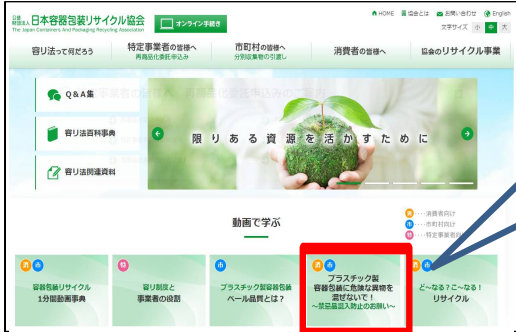 公益財団法人 日本容器包装リサイクル協会
The Japan Containers And Packaging Recycling Association
オンライン手続き
HOME 協会とは お問い合わせ English
文字サイズ 小 中 大
容リ法って何だろう
特定事業者の皆様へ
再商品化委託申込み
市町村の皆様へ
分別収集物の引渡し
消費者の皆様へ
協会のリサイクル事業
Q&A集
容リ法百科事典
容リ法関連資料
限りある資源を活かすために
動画で学ぶ
消 ・・・・消費者向け
市 ・・・・市町村向け
特 ・・・・特定事業者向
消 市
容器包装リサイクル
1分間動画事典
特
容リ制度と
事業者の役割
市
プラスチック製容器包装
ベール品質とは?
消 市
プラスチック製
容器包装に危険な異物を
混ぜないで!
～禁忌品混入防止のお願い～
消 市
ど～なる?こ～なる!
リサイクル